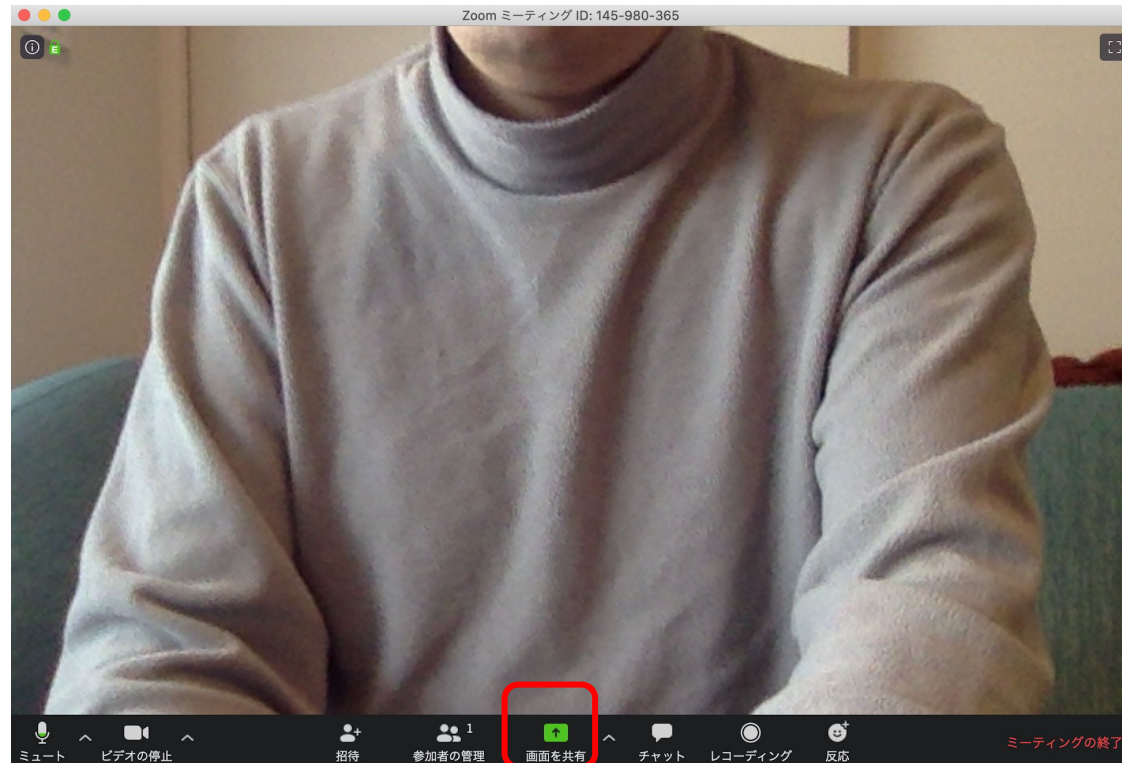 Zoom ミーティング ID: 145-980-365
E
1
ミュート
ビデオの停止
招待
参加者の管理
画面を共有
チャット
レコーディング
反応
ミーティングの終了